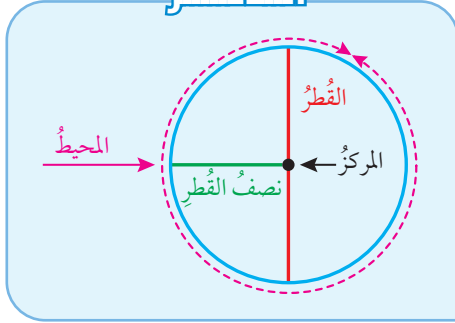 القُطرُ
المحيطُ
المركزُ
نصفُ القُطرِ